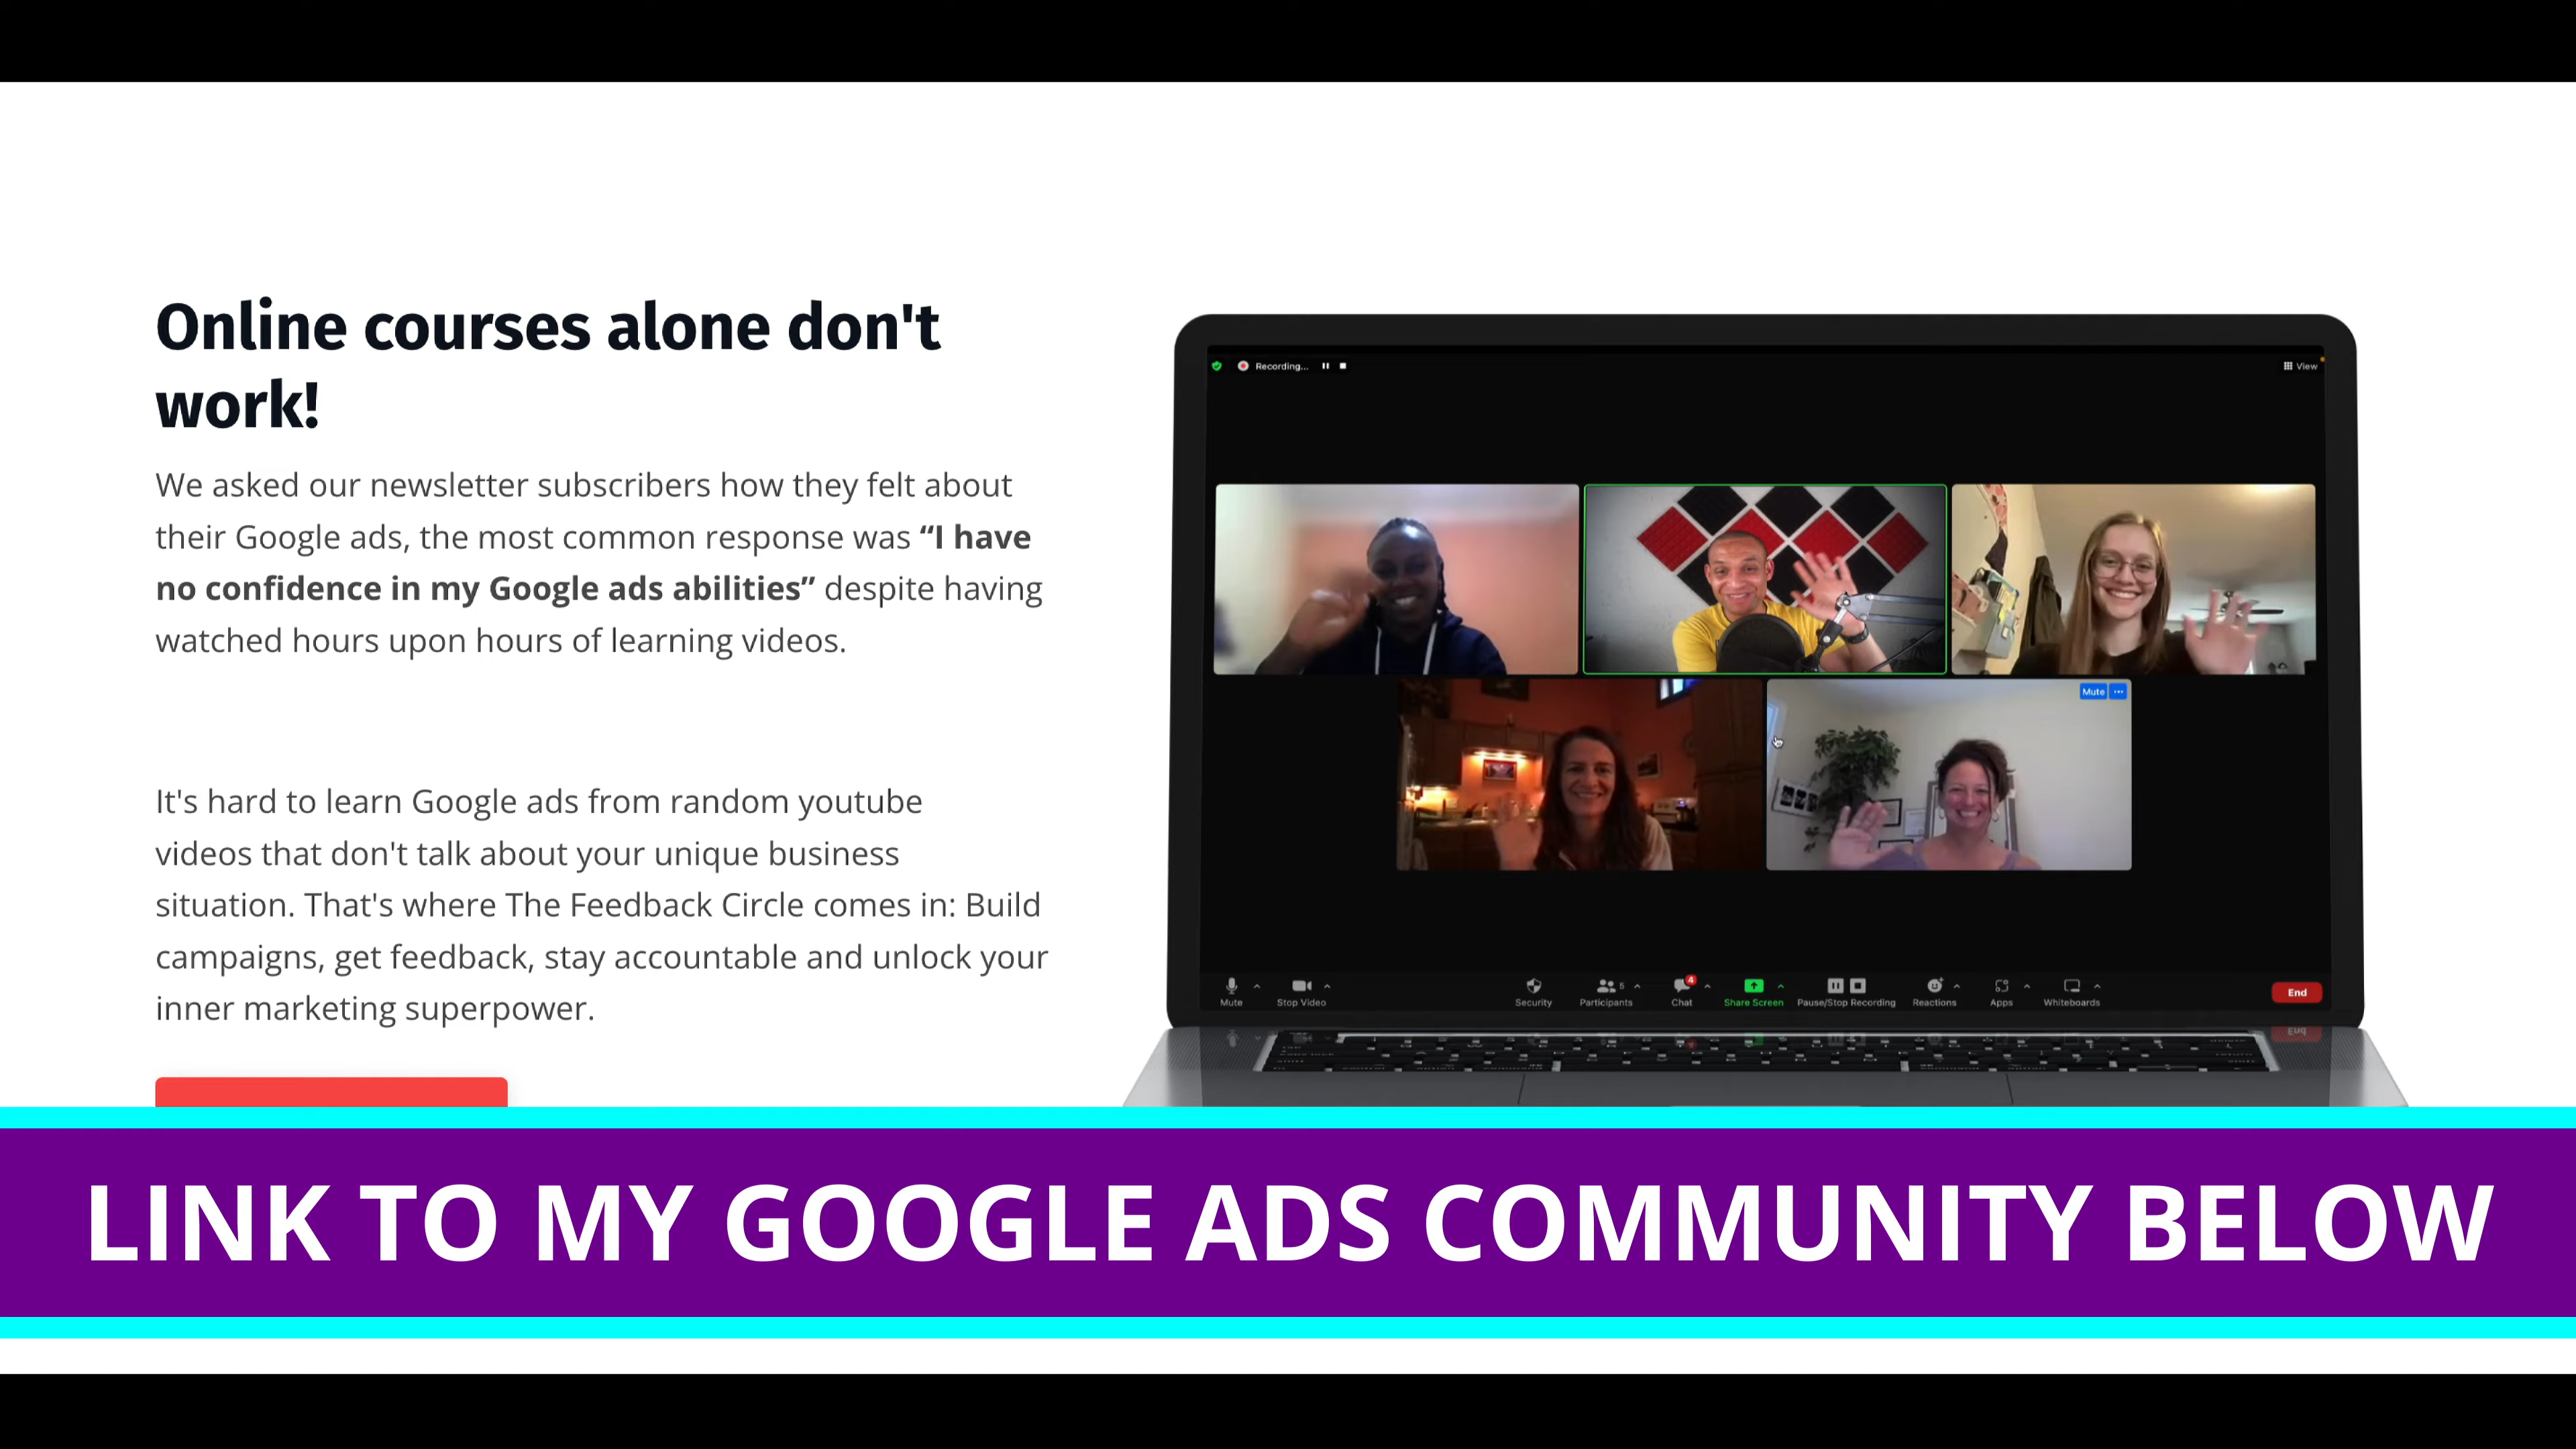 Online courses alone don't
work!
We asked our newsletter subscribers how they felt about
their Google ads, the most common response was “I have
no confidence in my Google ads abilities” despite having
watched hours upon hours of learning videos.
It's hard to learn Google ads from random youtube
videos that don't talk about your unique business
situation. That's where The Feedback Circle comes in: Build
campaigns, get feedback, stay accountable and unlock your
inner marketing superpower.
Recording...
View
Mute
Mute
Stop Video
Security
5
Participants
4
Chat
Share Screen
Pause/Stop Recording
Reactions
Apps
Whiteboards
End
LINK TO MY GOOGLE ADS COMMUNITY BELOW